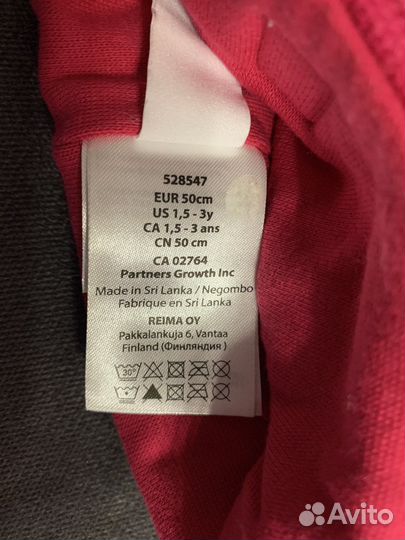 528547
EUR 50cm
US 1,5 - 3y
CA 1,5 - 3 ans
CN 50 cm
CA 02764
Partners Growth Inc
Made in Sri Lanka / Negombo
Fabrique en Sri Lanka
REIMA OY
Pakkalankuja 6, Vantaa
Finland (Финляндия)
30°
Avito